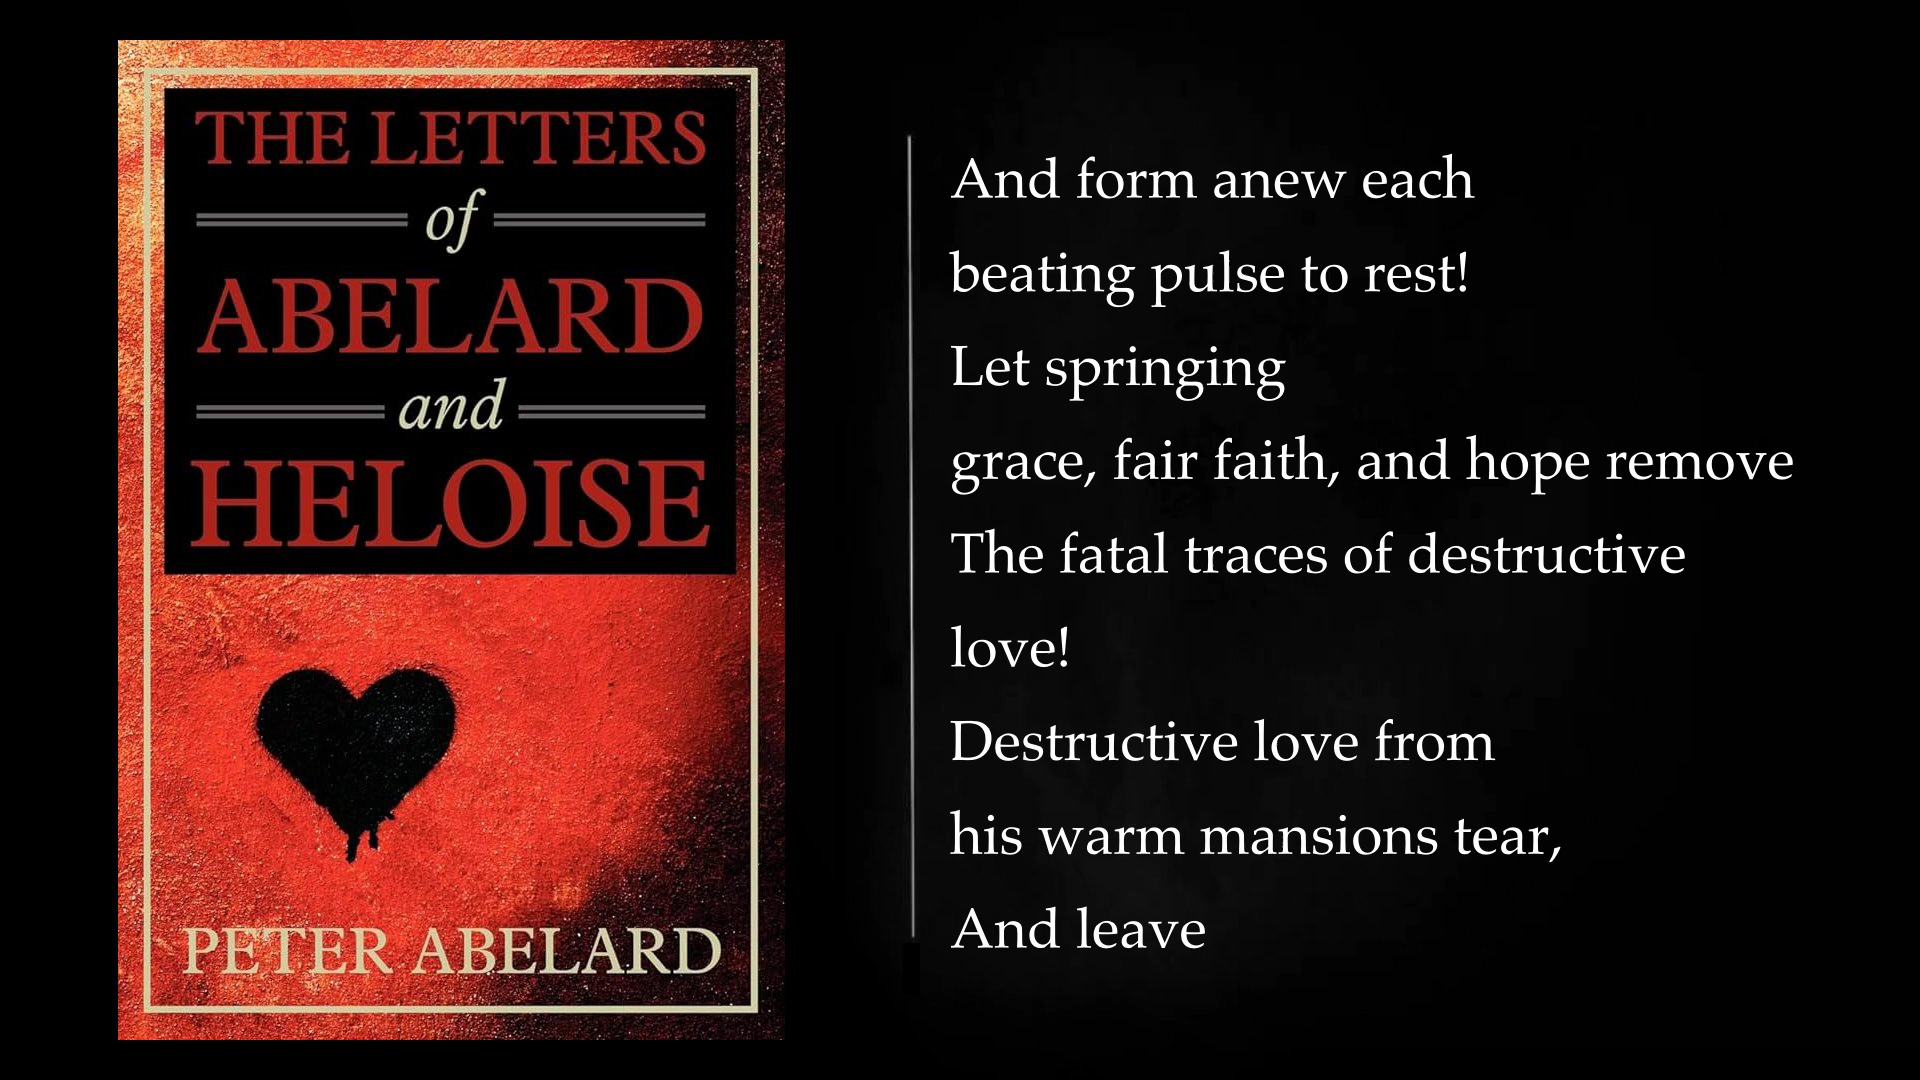 THE LETTERS
of
ABELARD
and
HELOISE
PETER ABELARD
And form anew each
beating pulse to rest!
Let springing
grace, fair faith, and hope remove
The fatal traces of destructive
love!
Destructive love from
his warm mansions tear,
And leave